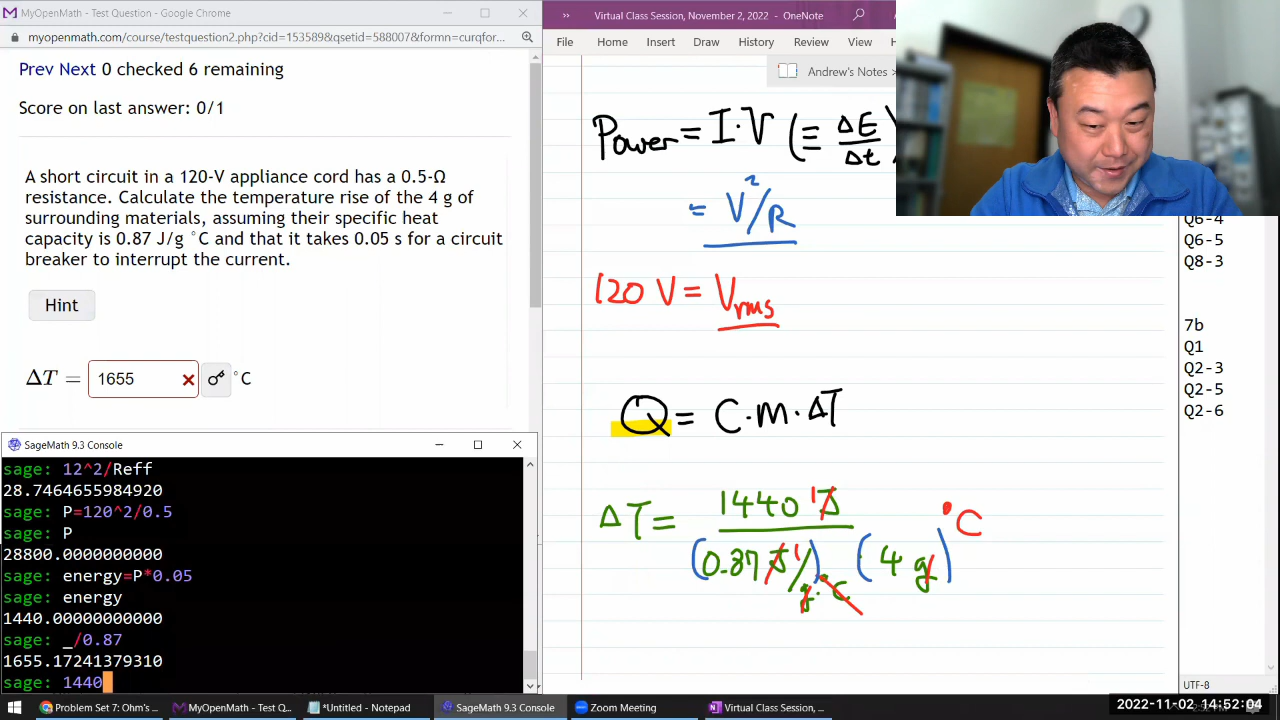 MyOpenMath - Test Question - Google Chrome
myopenmath.com/course/testquestion2.php?cid=153589&qsetid=588007&formn=curqfor
Prev Next 0 checked 6 remaining
Score on last answer: 0/1
A short circuit in a 120-V appliance cord has a 0.5-Ω
resistance. Calculate the temperature rise of the 4 g of
surrounding materials, assuming their specific heat
capacity is 0.87 J/g °C and that it takes 0.05 s for a circuit
breaker to interrupt the current.
Hint
ΔT = 1655 °C
SageMath 9.3 Console
sage: 12^2/Reff
28.7464655984920
sage: P=120^2/0.5
sage: P
28800.0000000000
sage: energy=P*0.05
sage: energy
1440.00000000000
sage: _/0.87
1655.17241379310
sage: 1440
Virtual Class Session, November 2, 2022 - OneNote
File Home Insert Draw History Review View
Andrew's Notes >
Power = I·V (≡ ΔE/Δt
= V²/R
120 V = Vrms
Q = C·m·ΔT
ΔT = 1440 J / (0.87 J/g·°C) (4 g) °C
Q6-4
Q6-5
Q8-3
7b
Q1
Q2-3
Q2-5
Q2-6
UTF-8
Problem Set 7: Ohm's ...
MyOpenMath - Test Q...
*Untitled - Notepad
SageMath 9.3 Console
Zoom Meeting
Virtual Class Session, ...
2022-11-02 14:52:04